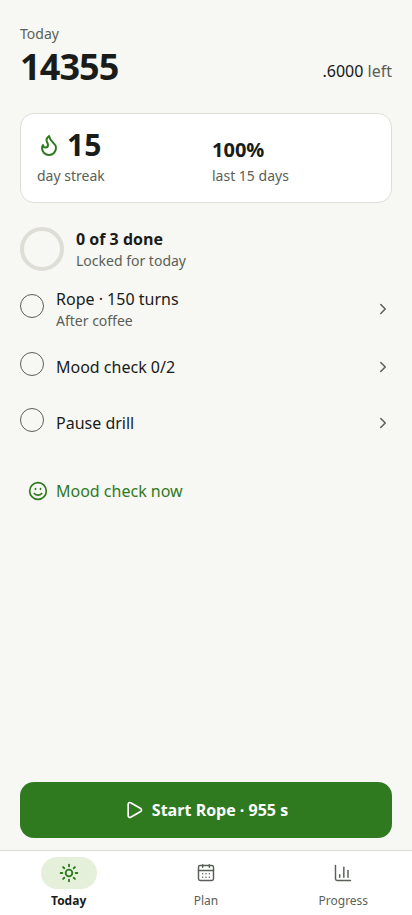 Today
14355
.6000 left
15
day streak
100%
last 15 days
0 of 3 done
Locked for today
Rope · 150 turns
After coffee
Mood check 0/2
Pause drill
Mood check now
Start Rope · 955 s
Today
Plan
Progress